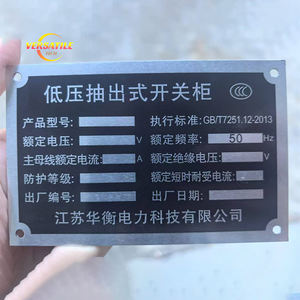 VERSATILE
低压抽出式开关柜
CCC
产品型号: 执行标准: GB/T7251.12-2013
额定电压: V 额定频率: 50 Hz
主母线额定电流: A 额定绝缘电压: V
防护等级: 额定短时耐受电流:
出厂编号: 出厂日期:
江苏华衡电力科技有限公司